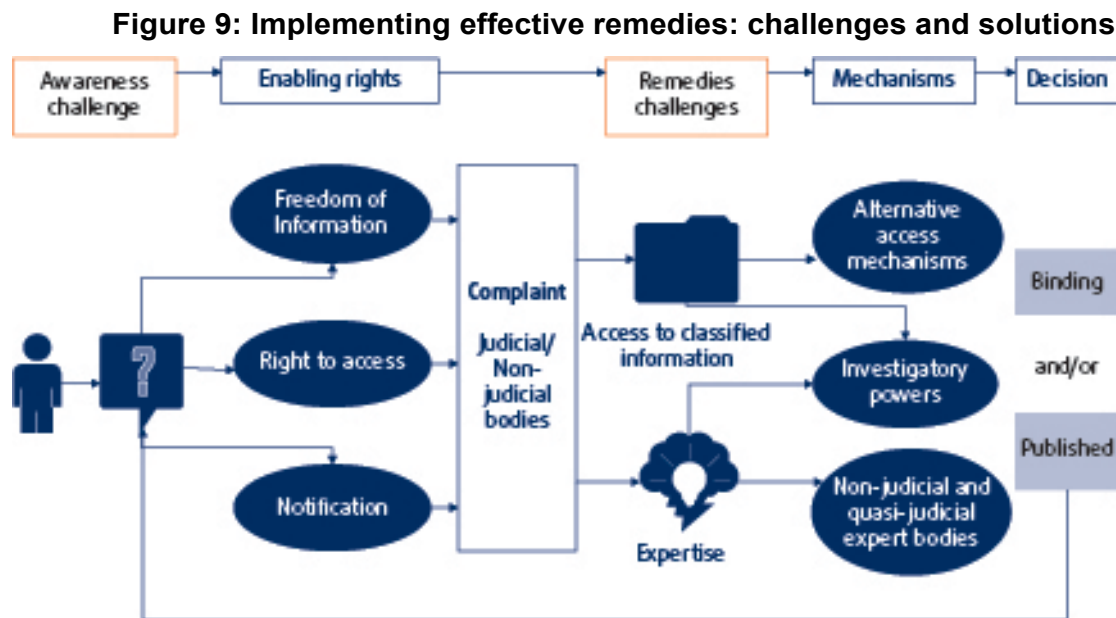 Figure 9: Implementing effective remedies: challenges and solutions
Awareness
challenge
Enabling rights
Remedies
challenges
Mechanisms
Decision
Freedom of
Information
Right to access
Notification
?
Complaint
Judicial/
Non-
judicial
bodies
Access to classified
information
Expertise
Alternative
access
mechanisms
Investigatory
powers
Non-judicial and
quasi-judicial
expert bodies
Binding
and/or
Published